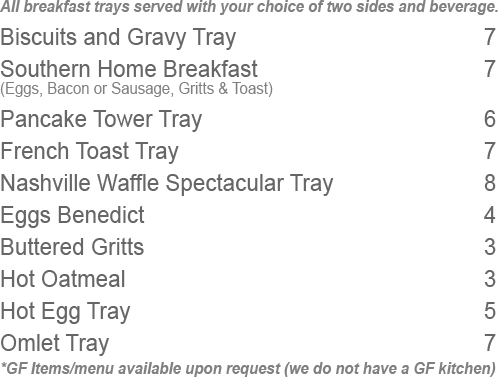 All breakfast trays served with your choice of two sides and beverage.
Biscuits and Gravy Tray 7
Southern Home Breakfast 7
(Eggs, Bacon or Sausage, Gritts & Toast)
Pancake Tower Tray 6
French Toast Tray 7
Nashville Waffle Spectacular Tray 8
Eggs Benedict 4
Buttered Gritts 3
Hot Oatmeal 3
Hot Egg Tray 5
Omlet Tray 7
*GF Items/menu available upon request (we do not have a GF kitchen)